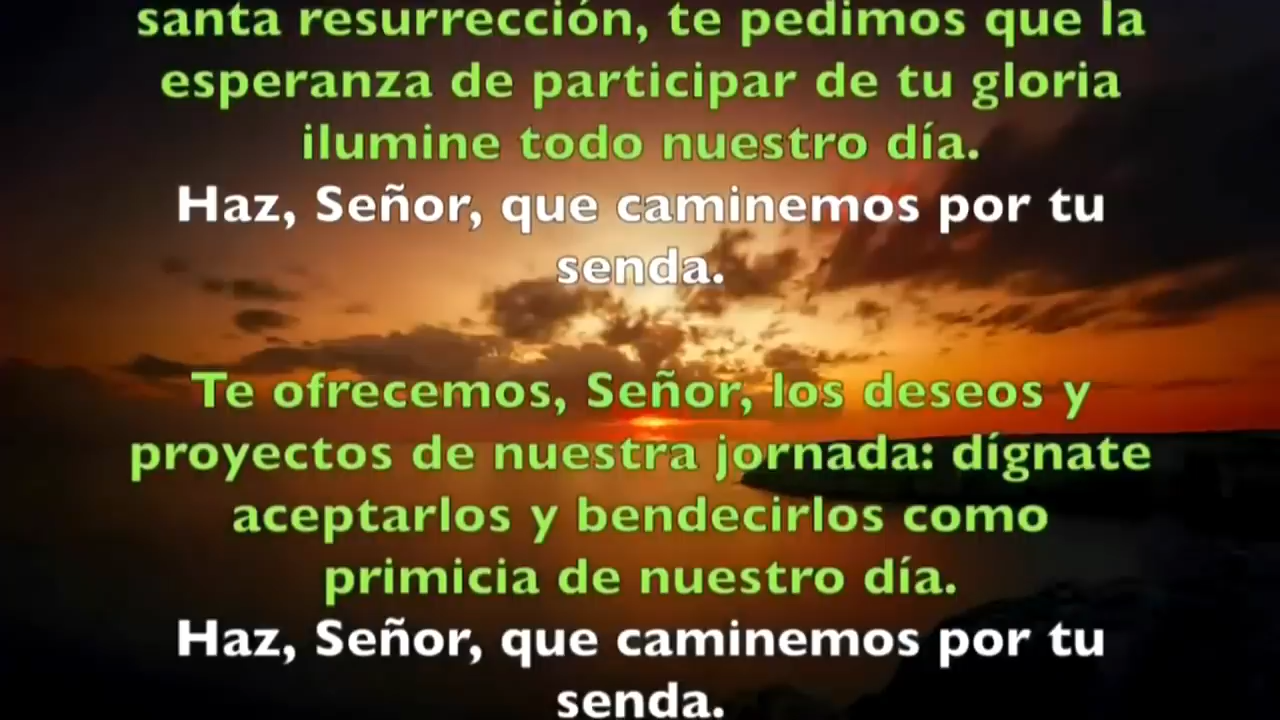 santa resurrección, te pedimos que la
esperanza de participar de tu gloria
ilumine todo nuestro día.
Haz, Señor, que caminemos por tu
senda.
Te ofrecemos, Señor, los deseos y
proyectos de nuestra jornada: dígnate
aceptarlos y bendecirlos como
primicia de nuestro día.
Haz, Señor, que caminemos por tu
senda.